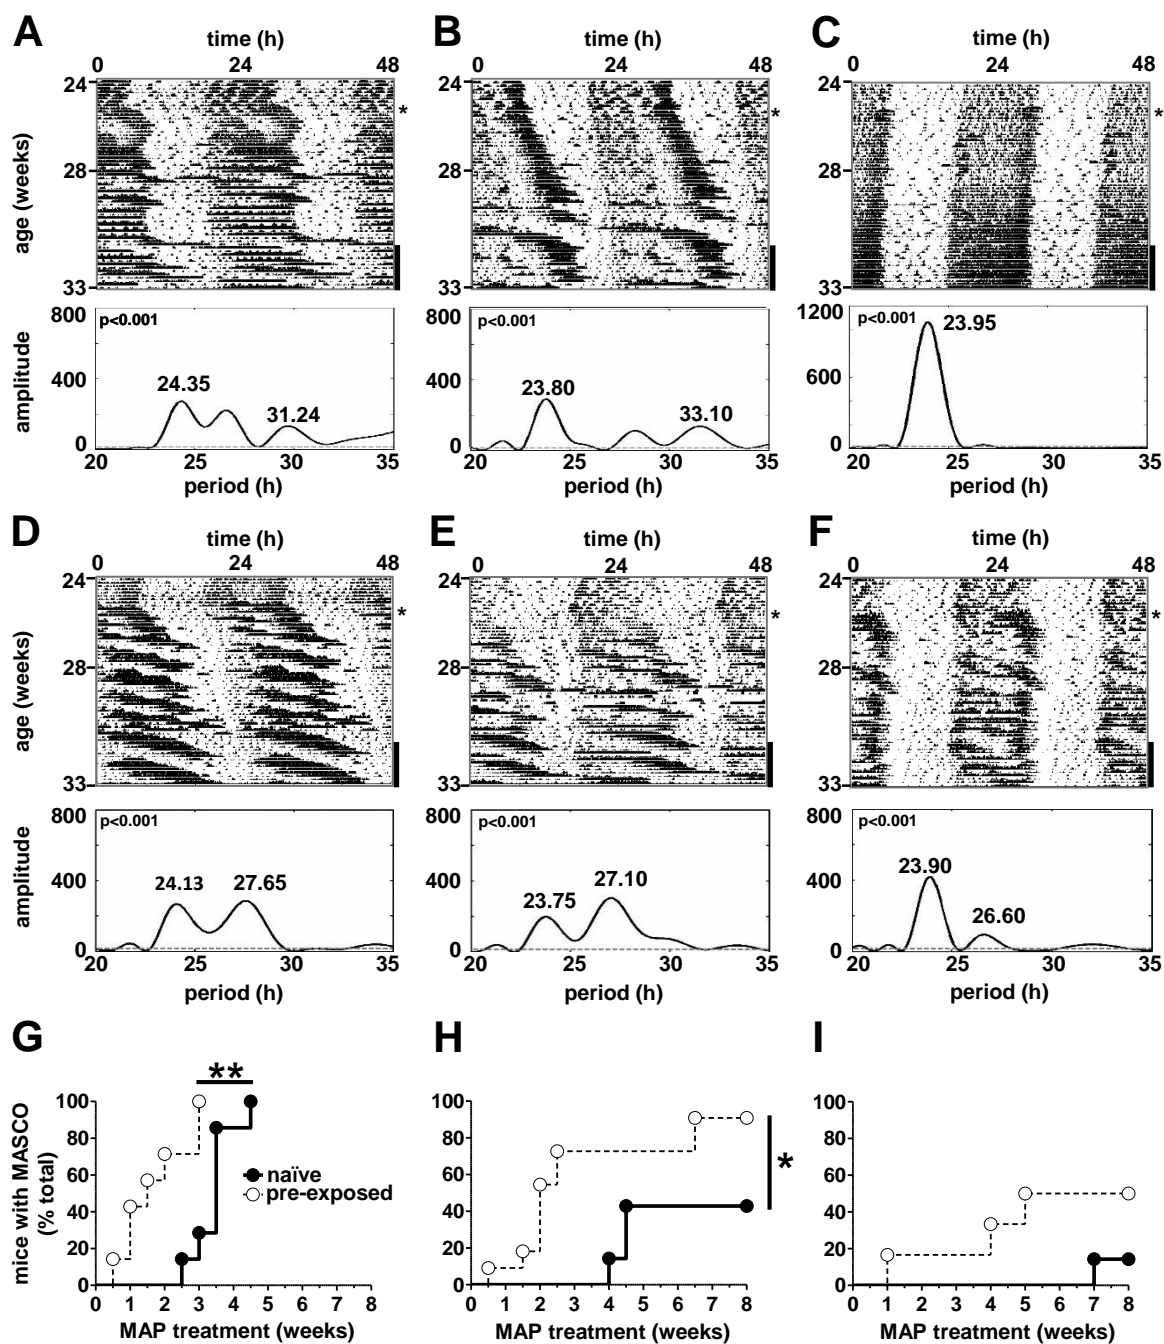 A B C
time (h) time (h) time (h)
0 24 48 0 24 48 0 24 48
24 24 24
* * *
age (weeks)
28 28 28
33 33 33
800 800 1200
p<0.001 p<0.001 p<0.001
24.35 31.24 23.80 33.10 23.95
amplitude
400 400 600
0 0 0
20 25 30 35 20 25 30 35 20 25 30 35
period (h) period (h) period (h)
D E F
time (h) time (h) time (h)
0 24 48 0 24 48 0 24 48
24 24 24
* * *
age (weeks)
28 28 28
33 33 33
800 800 800
p<0.001 p<0.001 p<0.001
24.13 27.65 23.75 27.10 23.90 26.60
amplitude
400 400 400
0 0 0
20 25 30 35 20 25 30 35 20 25 30 35
period (h) period (h) period (h)
G H I
**
100 100 100
80 80 80
60 60 60
40 40 40
20 20 20
0 0 0
*
naïve
pre-exposed
mice with MASCO
(% total)
0 1 2 3 4 5 6 7 8 0 1 2 3 4 5 6 7 8 0 1 2 3 4 5 6 7 8
MAP treatment (weeks) MAP treatment (weeks) MAP treatment (weeks)